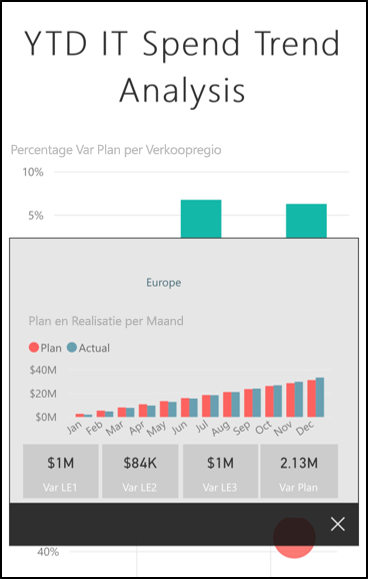 YTD IT Spend Trend
Analysis
Percentage Var Plan per Verkoopregio
10%
5%
Europe
Plan en Realisatie per Maand
Plan Actual
$40M
$20M
$0M
Jan Feb Mar Apr May Jun Jul Aug Sep Oct Nov Dec
$1M $84K $1M 2.13M
Var LE1 Var LE2 Var LE3 Var Plan
40%